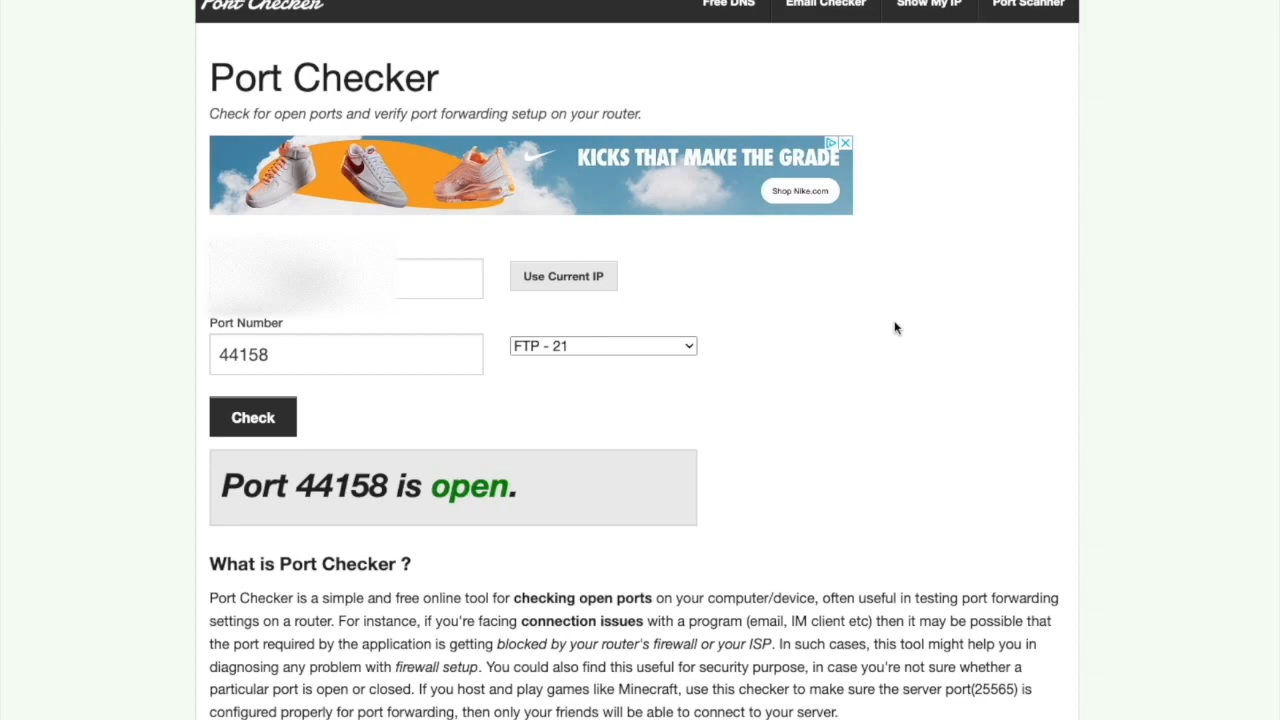 Port Checker
Free DNS
Email Checker
Show My IP
Port Scanner
Port Checker
Check for open ports and verify port forwarding setup on your router.
KICKS THAT MAKE THE GRADE
Shop Nike.com
Use Current IP
Port Number
44158
FTP - 21
Check
Port 44158 is open.
What is Port Checker ?
Port Checker is a simple and free online tool for checking open ports on your computer/device, often useful in testing port forwarding
settings on a router. For instance, if you're facing connection issues with a program (email, IM client etc) then it may be possible that
the port required by the application is getting blocked by your router's firewall or your ISP. In such cases, this tool might help you in
diagnosing any problem with firewall setup. You could also find this useful for security purpose, in case you're not sure whether a
particular port is open or closed. If you host and play games like Minecraft, use this checker to make sure the server port(25565) is
configured properly for port forwarding, then only your friends will be able to connect to your server.